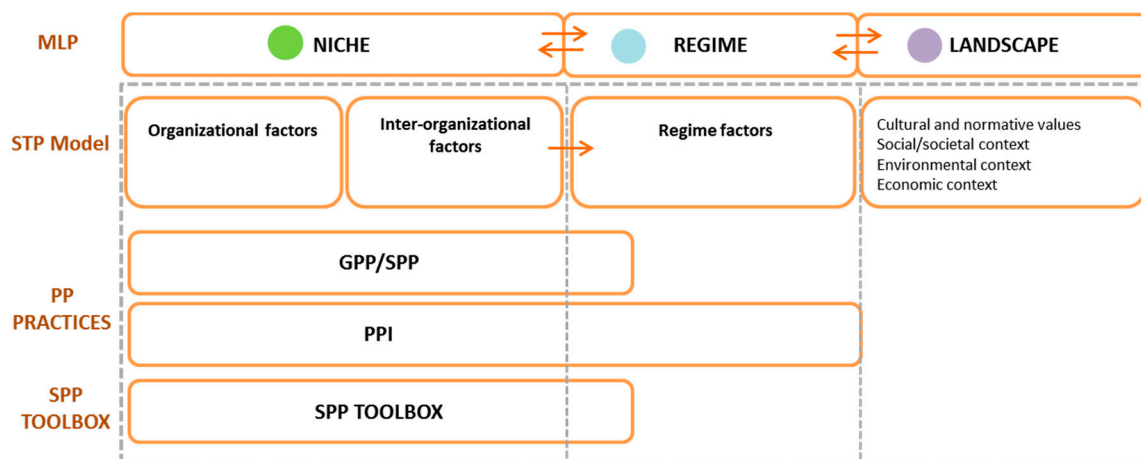 MLP
NICHE
REGIME
LANDSCAPE
STP Model
Organizational factors
Inter-organizational
factors
Regime factors
Cultural and normative values
Social/societal context
Environmental context
Economic context
PP
PRACTICES
GPP/SPP
PPI
SPP
TOOLBOX
SPP TOOLBOX